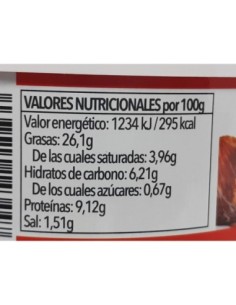 VALORES NUTRICIONALES por 100g
Valor energético: 1234 kJ / 295 kcal
Grasas: 26,1g
De las cuales saturadas: 3,96g
Hidratos de carbono: 6,21g
De los cuales azúcares: 0,67g
Proteínas: 9,12g
Sal: 1,51g